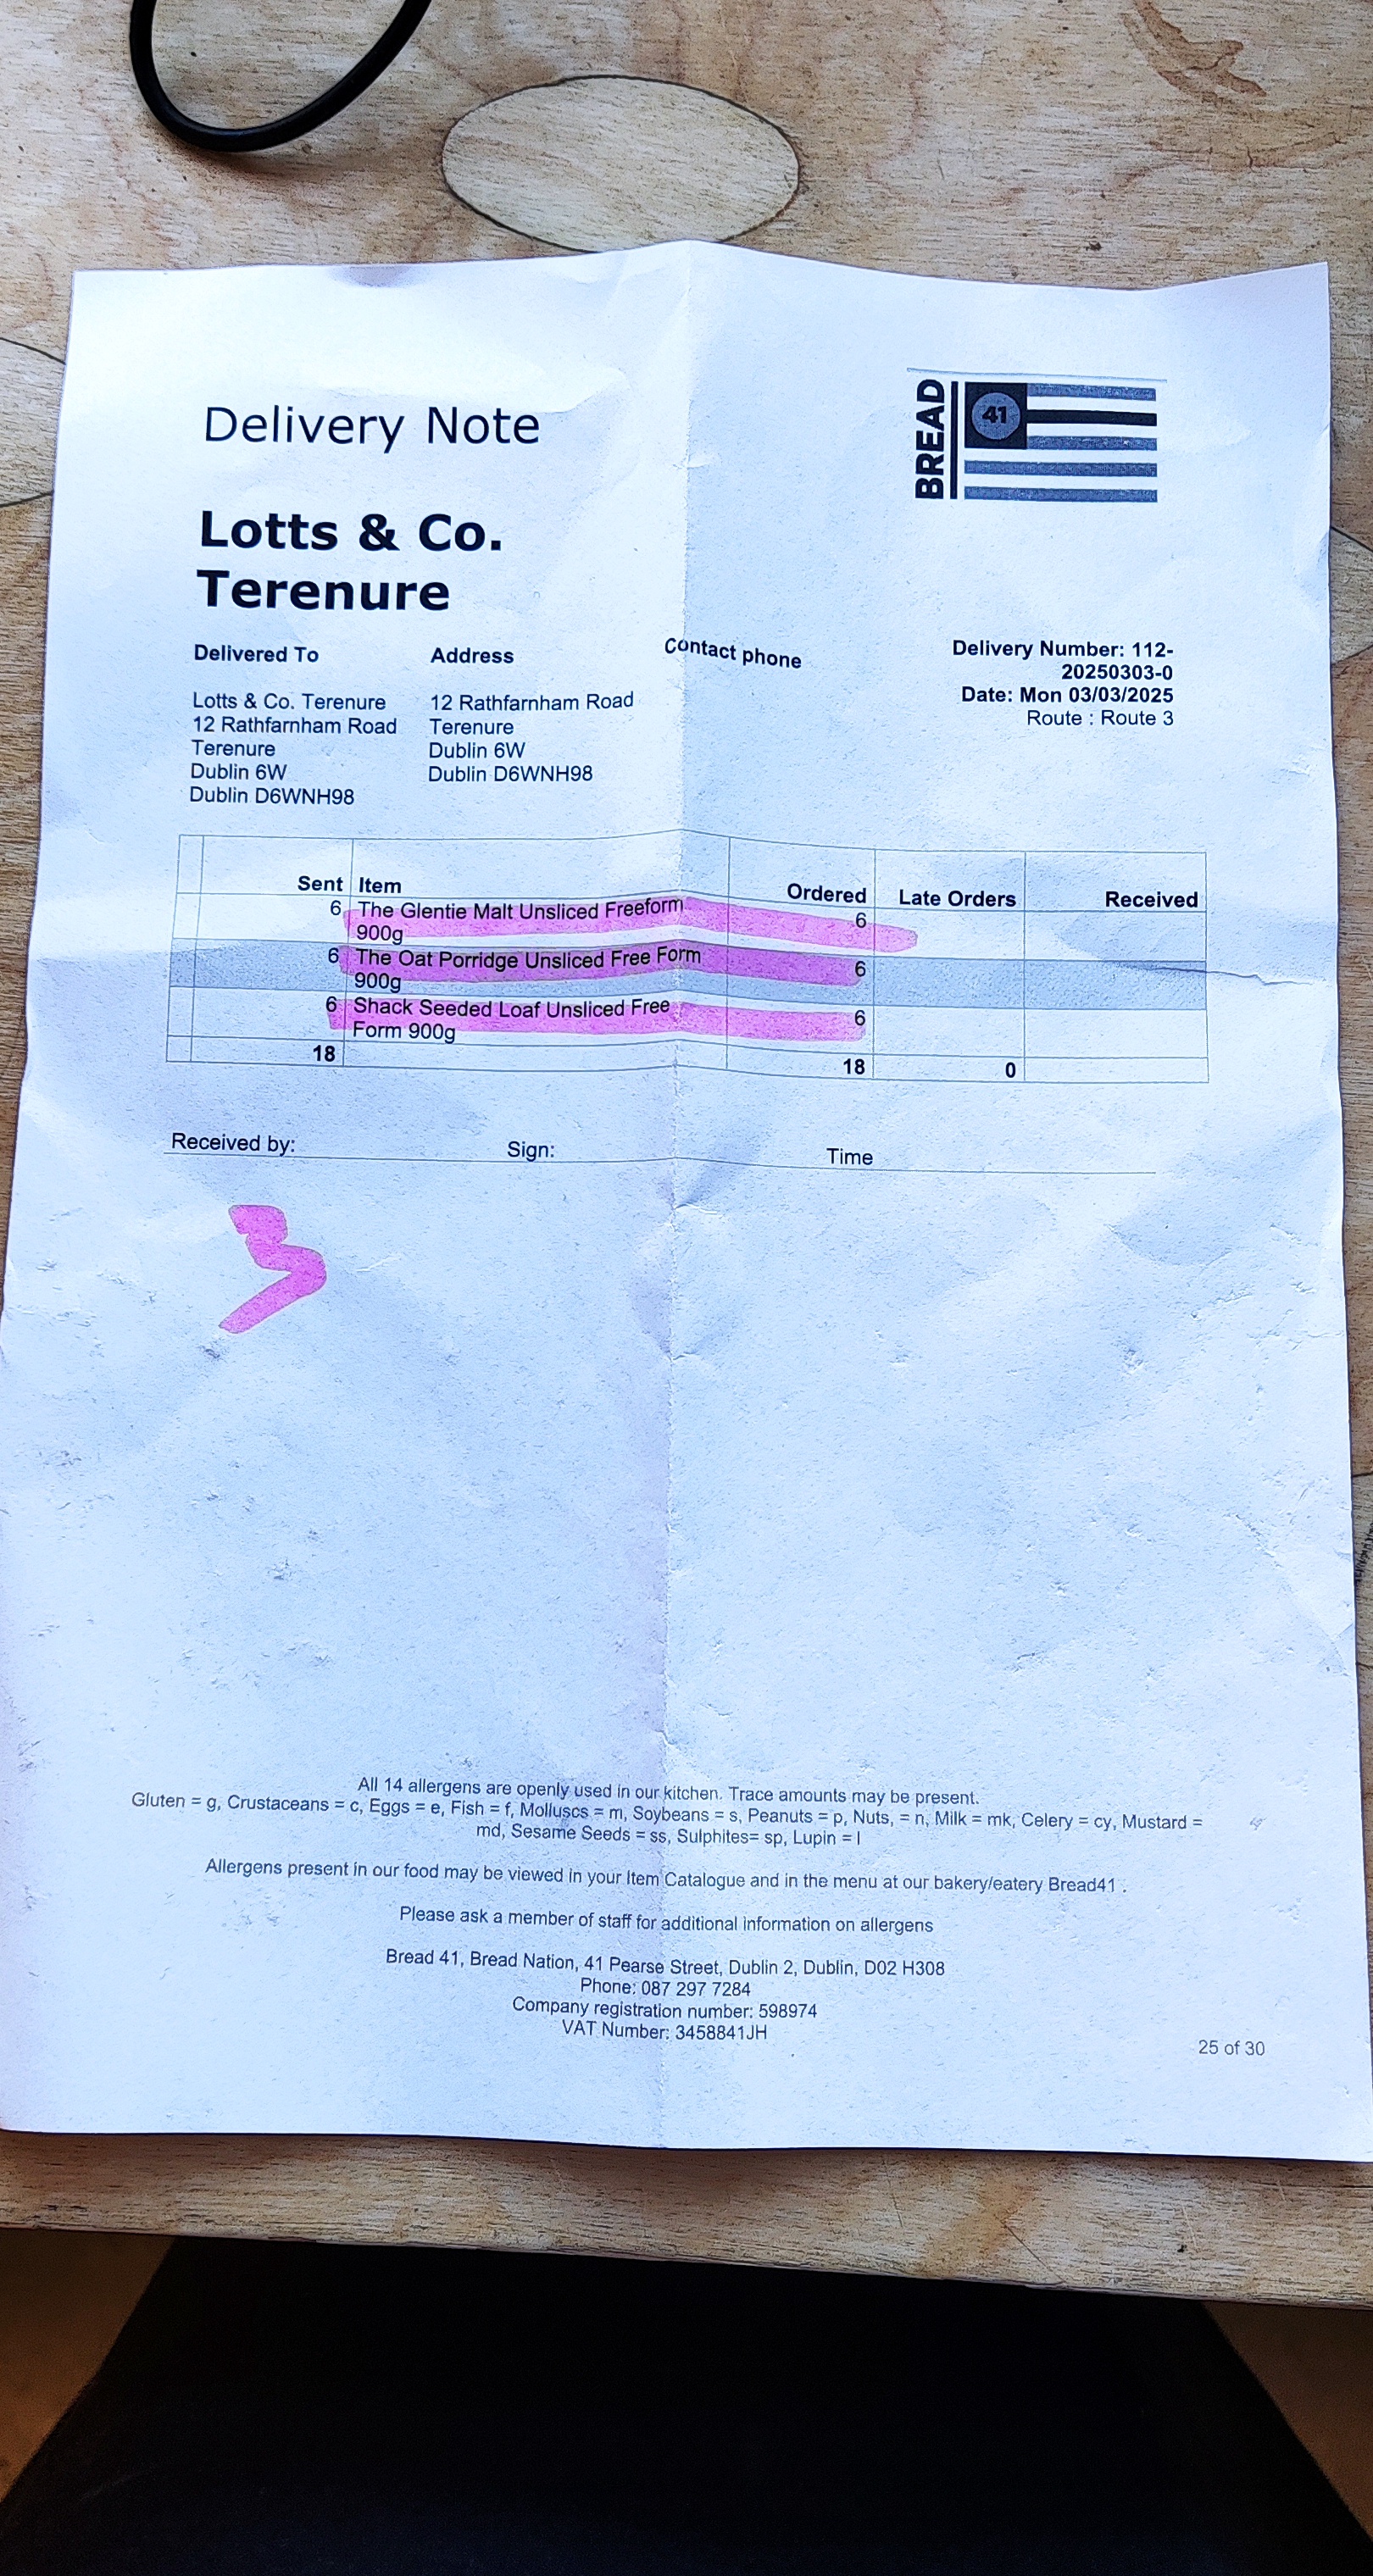 Delivery Note
BREAD
41
Lotts & Co.
Terenure
Delivered To
Lotts & Co. Terenure
12 Rathfarnham Road
Terenure
Dublin 6W
Dublin D6WNH98
Address
12 Rathfarnham Road
Terenure
Dublin 6W
Dublin D6WNH98
Contact phone
Delivery Number: 112-
20250303-0
Date: Mon 03/03/2025
Route : Route 3
Sent Item Ordered Late Orders Received
6 The Glentie Malt Unsliced Freeform 6
900g
6 The Oat Porridge Unsliced Free Form 6
900g
6 Shack Seeded Loaf Unsliced Free 6
Form 900g
18 18 0
Received by: Sign: Time
3
All 14 allergens are openly used in our kitchen. Trace amounts may be present.
Gluten = g, Crustaceans = c, Eggs = e, Fish = f, Molluscs = m, Soybeans = s, Peanuts = p, Nuts, = n, Milk = mk, Celery = cy, Mustard =
md, Sesame Seeds = ss, Sulphites= sp, Lupin = l
Allergens present in our food may be viewed in your Item Catalogue and in the menu at our bakery/eatery Bread41 .
Please ask a member of staff for additional information on allergens
Bread 41, Bread Nation, 41 Pearse Street, Dublin 2, Dublin, D02 H308
Phone: 087 297 7284
Company registration number: 598974
VAT Number: 3458841JH
25 of 30